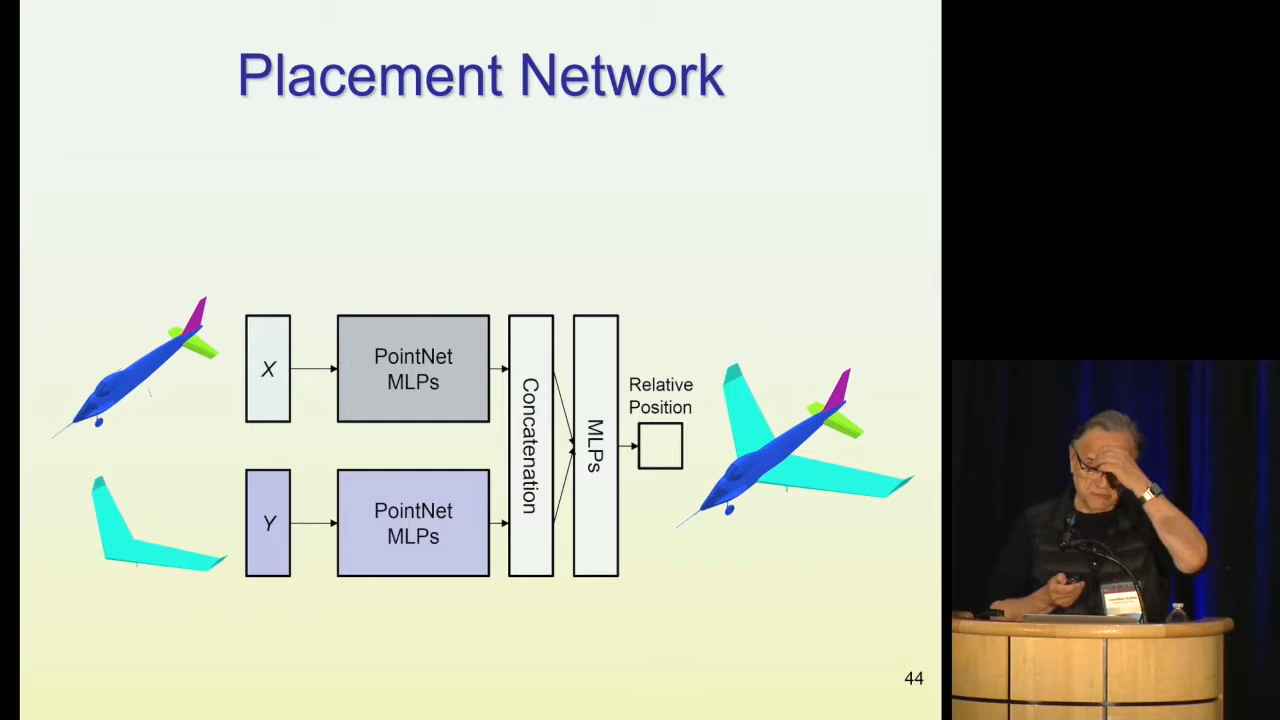 Placement Network
X
PointNet
MLPs
Concatenation
MLPs
Relative
Position
Y
PointNet
MLPs
44